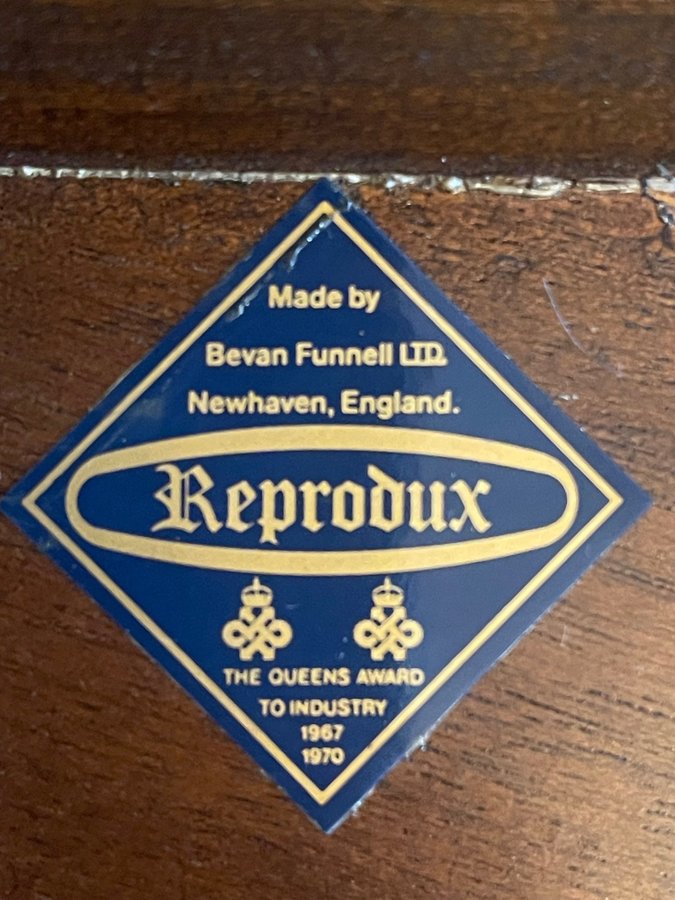 Made by
Bevan Funnell LTD.
Newhaven, England.
Reprodux
THE QUEENS AWARD
TO INDUSTRY
1967
1970